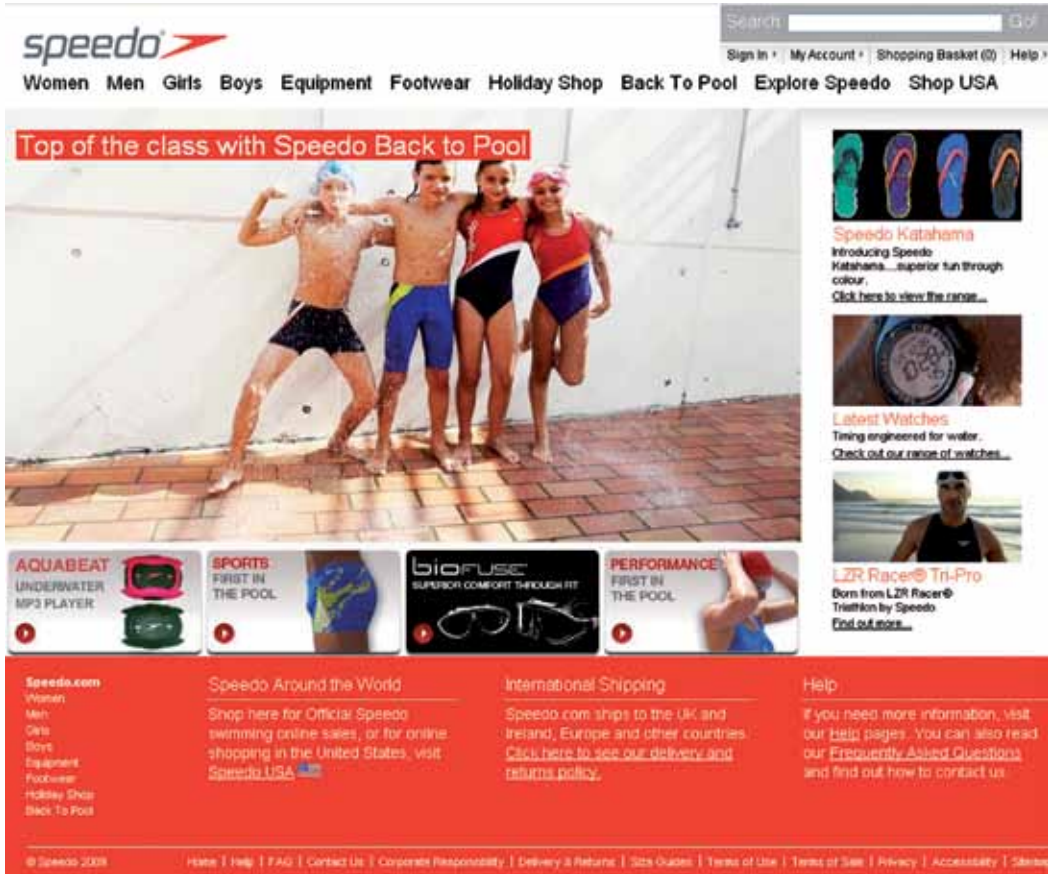 Search Go!
speedo
Sign In My Account Shopping Basket (0) Help
Women Men Girls Boys Equipment Footwear Holiday Shop Back To Pool Explore Speedo Shop USA
Top of the class with Speedo Back to Pool
Speedo Katahama
Introducing Speedo
Katahama....superior fun through
colour.
Click here to view the range...
Latest Watches
Timing engineered for water.
Check out our range of watches...
LZR Racer® Tri-Pro
Born from LZR Racer®
Triathlon by Speedo
Find out more...
AQUABEAT
UNDERWATER
MP3 PLAYER
SPORTS
FIRST IN
THE POOL
biOFUSE
SUPERIOR COMFORT THROUGH FIT
PERFORMANCE
FIRST IN
THE POOL
Speedo.com
Women
Men
Girls
Boys
Equipment
Footwear
Holiday Shop
Back To Pool
Speedo Around the World
Shop here for Official Speedo
swimming online sales, or for online
shopping in the United States, visit
Speedo USA
International Shipping
Speedo.com ships to the UK and
Ireland, Europe and other countries.
Click here to see our delivery and
returns policy.
Help
If you need more information, visit
our Help pages. You can also read
our Frequently Asked Questions
and find out how to contact us.
© Speedo 2009
Home | Help | FAQ | Contact Us | Corporate Responsibility | Delivery & Returns | Size Guides | Terms of Use | Terms of Sale | Privacy | Accessibility | Sitemap